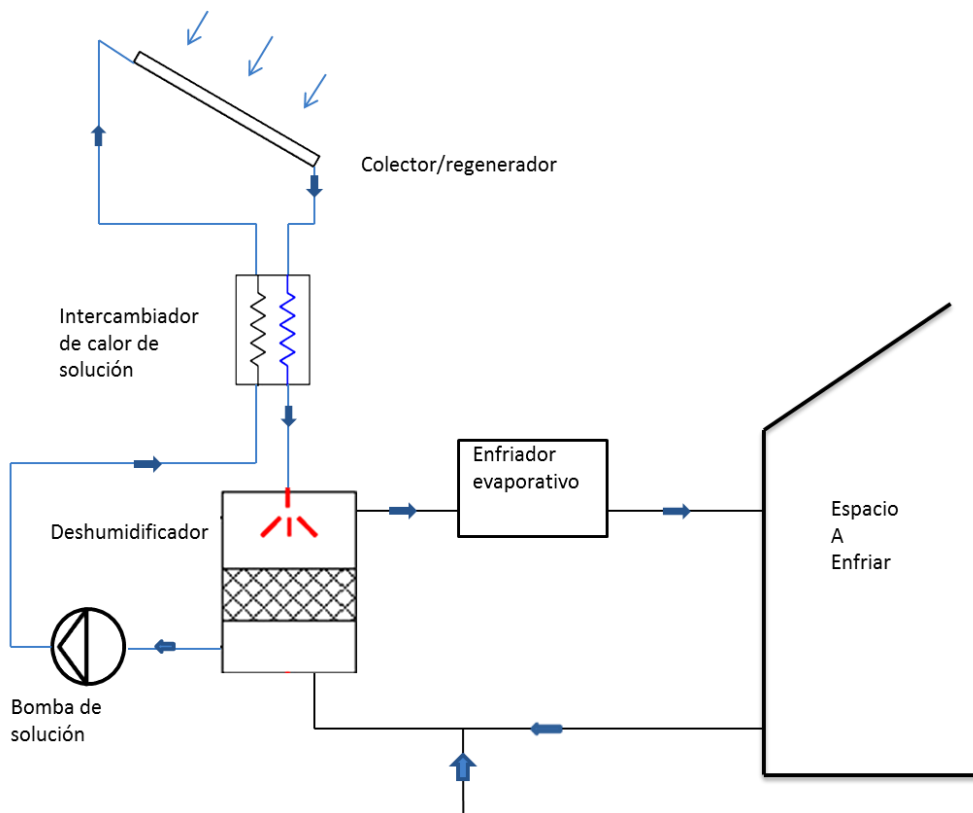 Colector/regenerador
Intercambiador
de calor de
solución
Enfriador
evaporativo
Espacio
A
Enfriar
Deshumidificador
Bomba de
solución